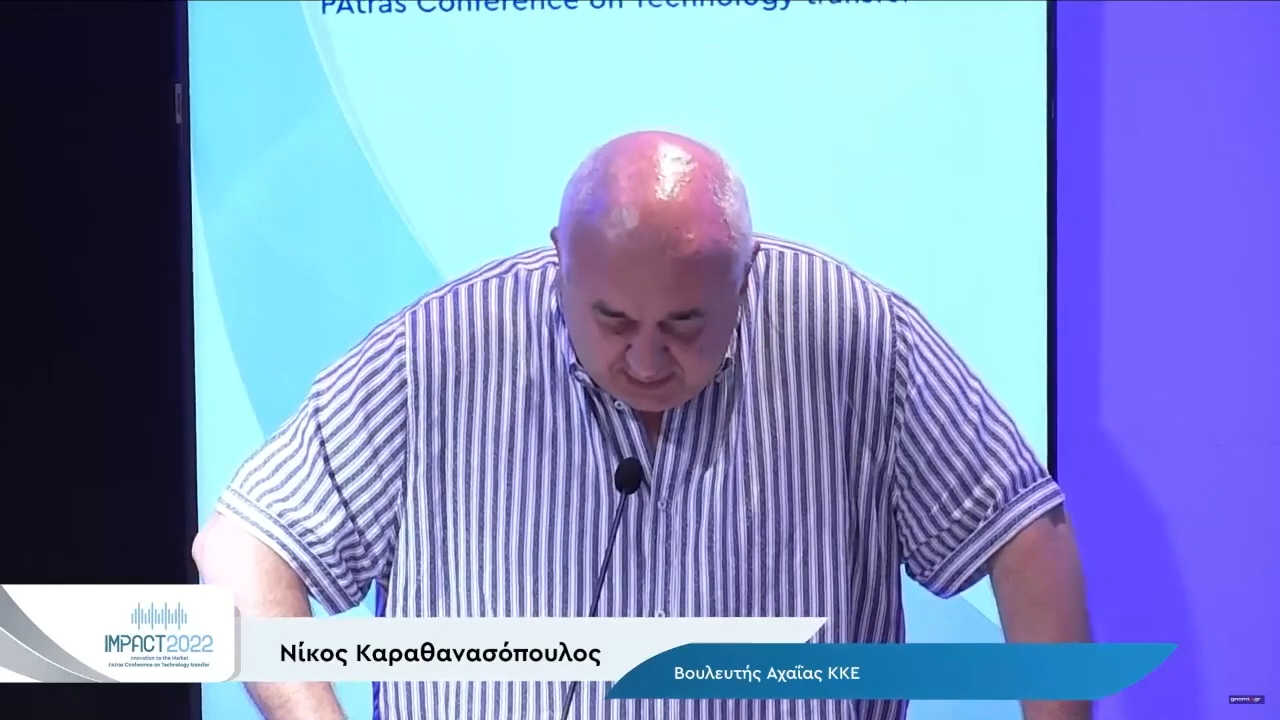 PAtras Conference on Technology transfer
IMPACT2022
Innovation to the Market
PAtras Conference on Technology transfer
Νίκος Καραθανασόπουλος
Βουλευτής Αχαΐας ΚΚΕ